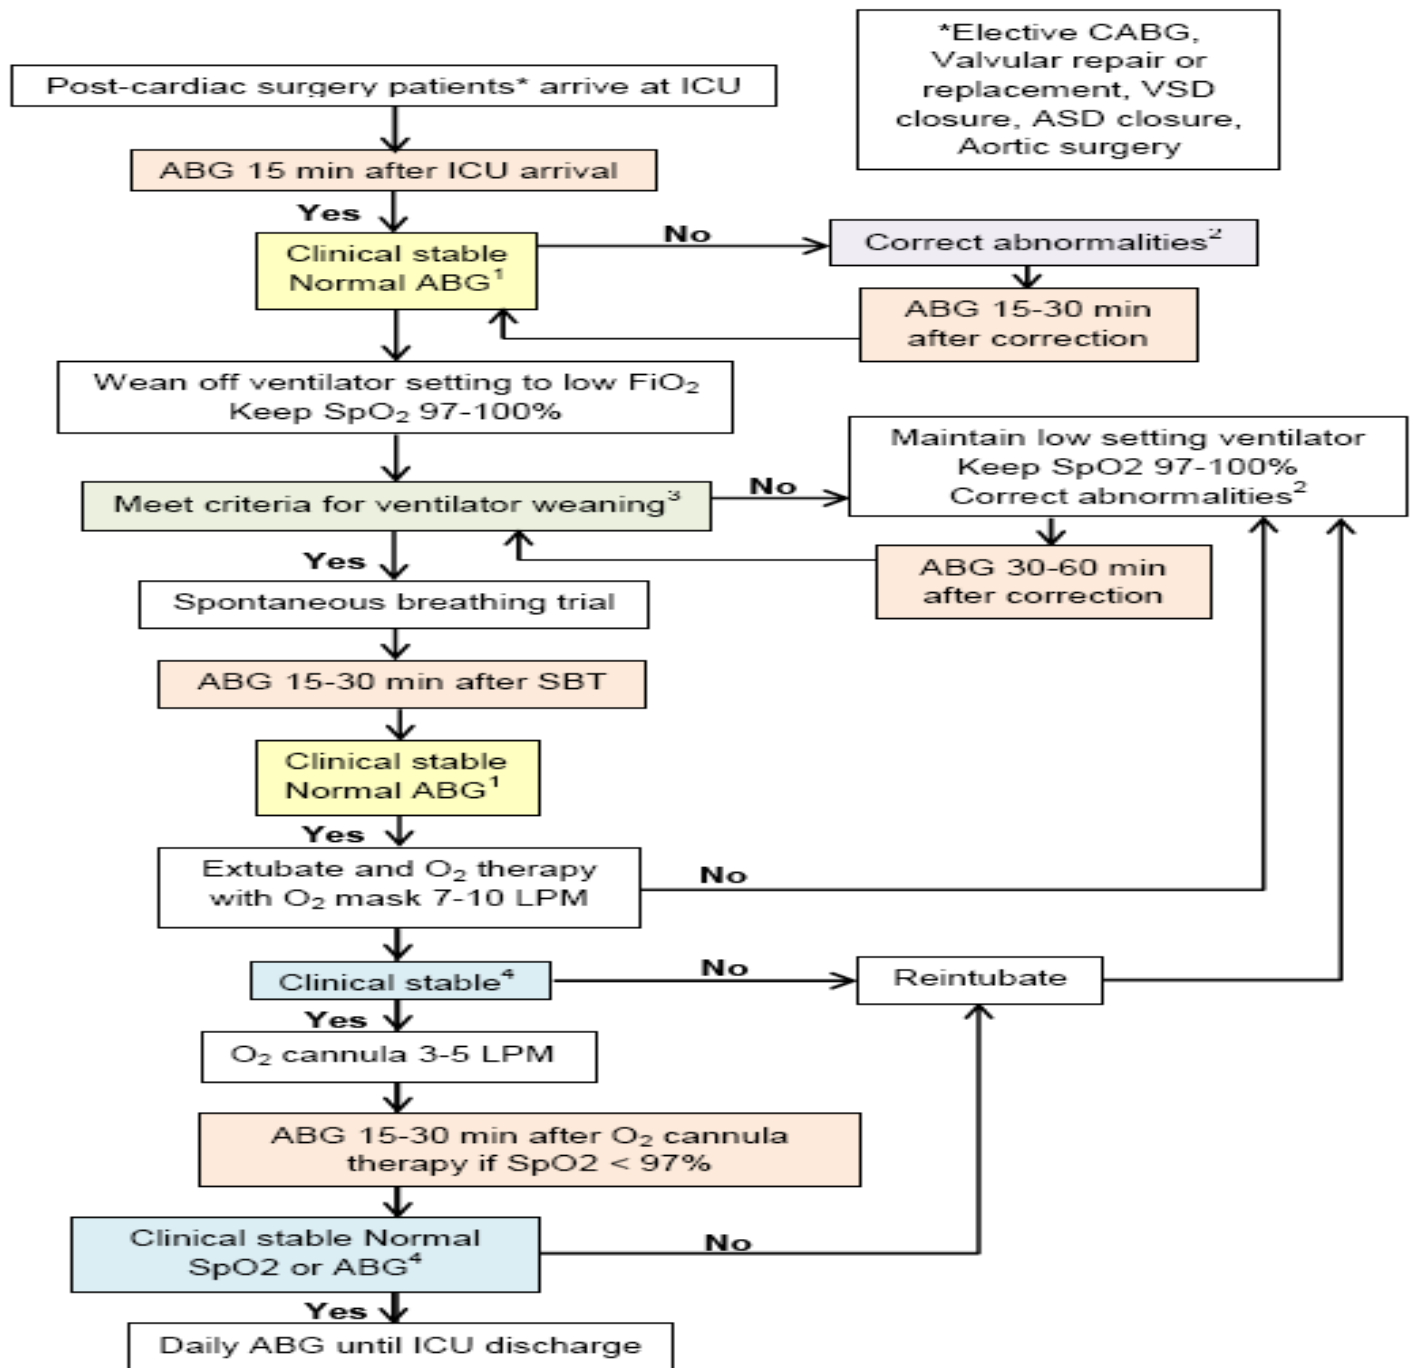 *Elective CABG,
Valvular repair or
replacement, VSD
closure, ASD closure,
Aortic surgery
Post-cardiac surgery patients* arrive at ICU
ABG 15 min after ICU arrival
Yes
Clinical stable
Normal ABG¹
No
Correct abnormalities²
ABG 15-30 min
after correction
Wean off ventilator setting to low FiO₂
Keep SpO₂ 97-100%
Meet criteria for ventilator weaning³
No
Maintain low setting ventilator
Keep SpO2 97-100%
Correct abnormalities²
ABG 30-60 min
after correction
Yes
Spontaneous breathing trial
ABG 15-30 min after SBT
Clinical stable
Normal ABG¹
Yes
Extubate and O₂ therapy
with O₂ mask 7-10 LPM
No
Clinical stable⁴
No
Reintubate
Yes
O₂ cannula 3-5 LPM
ABG 15-30 min after O₂ cannula
therapy if SpO2 < 97%
Clinical stable Normal
SpO2 or ABG⁴
No
Yes
Daily ABG until ICU discharge